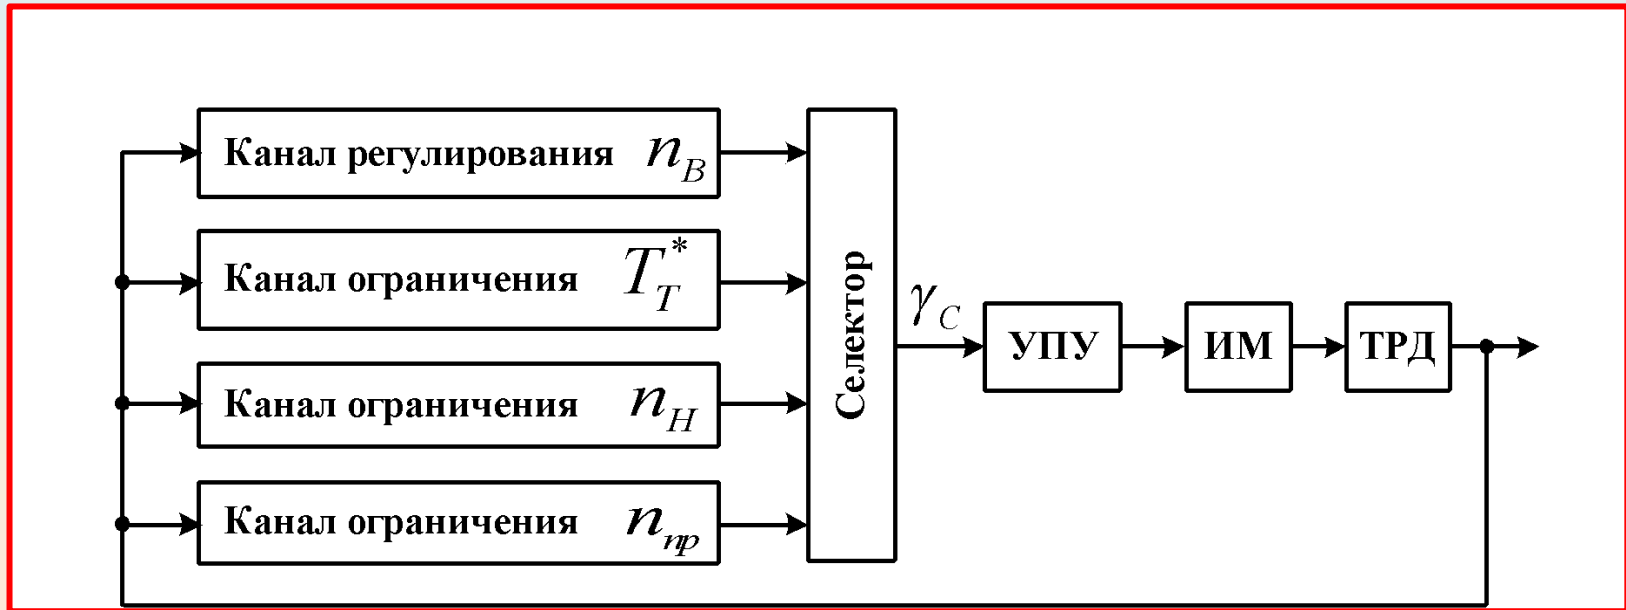 Канал регулирования n_B
Канал ограничения T_T^*
Канал ограничения n_H
Канал ограничения n_пр
Селектор
γ_C
УПУ
ИМ
ТРД